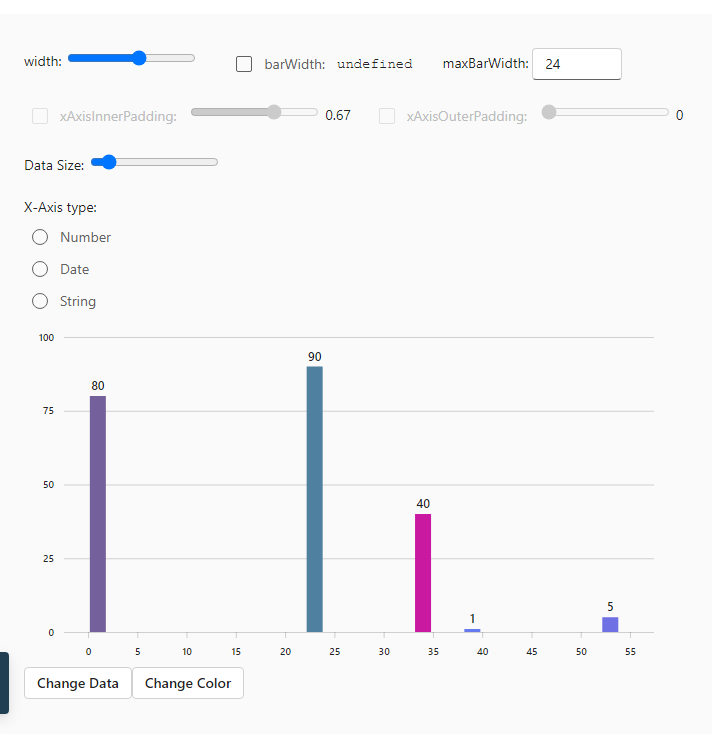 width: barWidth: undefined maxBarWidth: 24
xAxisInnerPadding: 0.67 xAxisOuterPadding: 0
Data Size:
X-Axis type:
Number
Date
String
100
90
80
75
50
40
25
5
1
0
0 5 10 15 20 25 30 35 40 45 50 55
Change Data Change Color